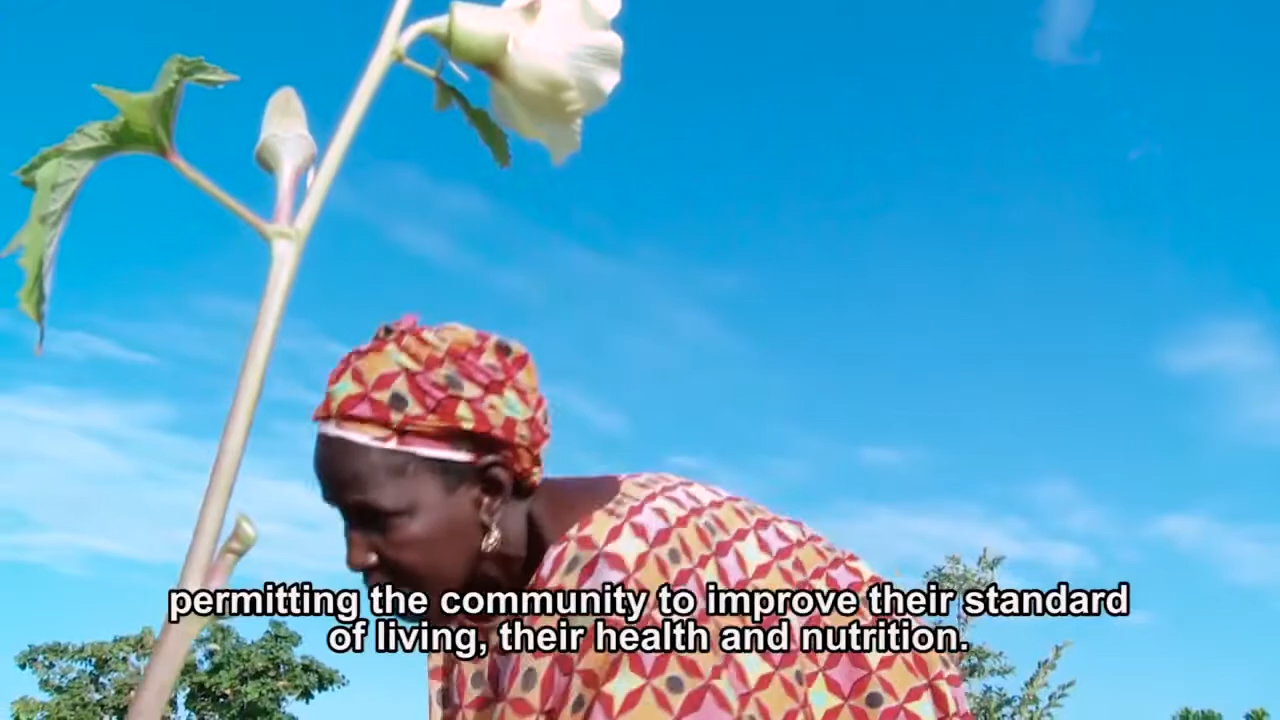 permitting the community to improve their standard
of living, their health and nutrition.